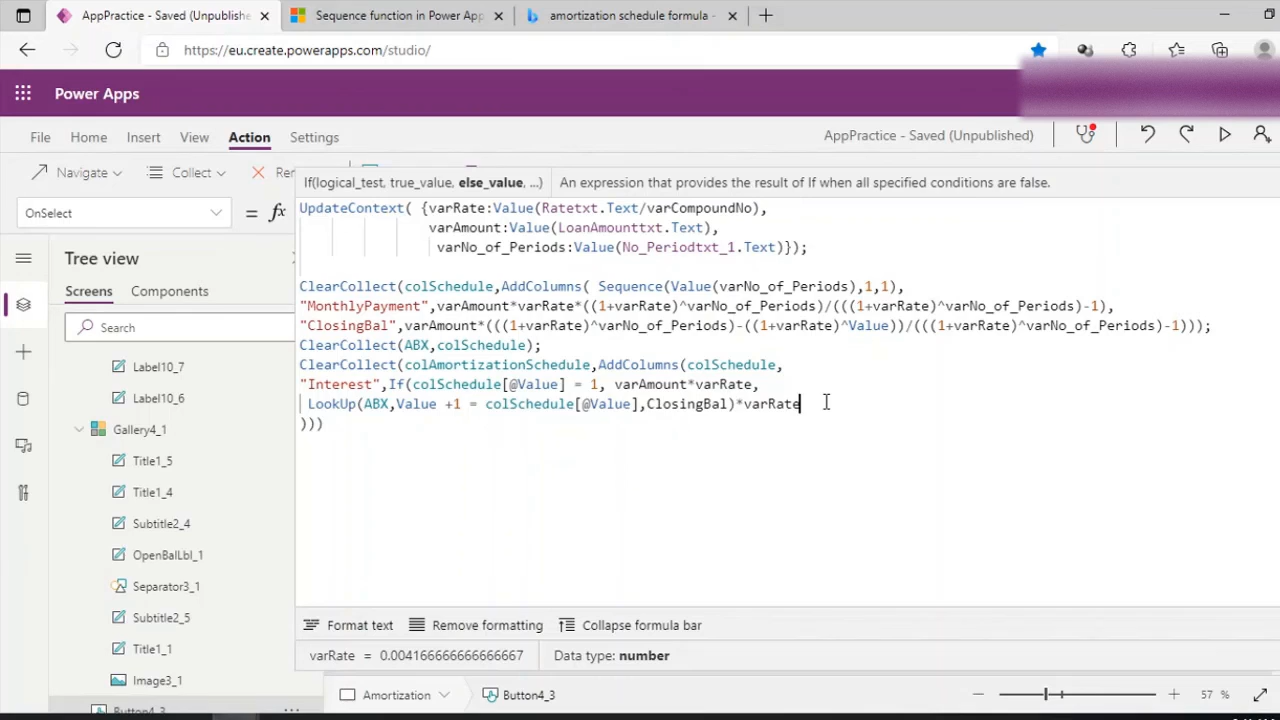 AppPractice - Saved (Unpublishe
Sequence function in Power App
amortization schedule formula -
https://eu.create.powerapps.com/studio/
Power Apps
File Home Insert View Action Settings
AppPractice - Saved (Unpublished)
Navigate Collect Re
If(logical_test, true_value, else_value, ...) An expression that provides the result of If when all specified conditions are false.
OnSelect = fx
UpdateContext( {varRate:Value(Ratetxt.Text/varCompoundNo),
varAmount:Value(LoanAmounttxt.Text),
varNo_of_Periods:Value(No_Periodtxt_1.Text)});
ClearCollect(colSchedule,AddColumns( Sequence(Value(varNo_of_Periods),1,1),
"MonthlyPayment",varAmount*varRate*((1+varRate)^varNo_of_Periods)/(((1+varRate)^varNo_of_Periods)-1),
"ClosingBal",varAmount*(((1+varRate)^varNo_of_Periods)-((1+varRate)^Value))/(((1+varRate)^varNo_of_Periods)-1)));
ClearCollect(ABX,colSchedule);
ClearCollect(colAmortizationSchedule,AddColumns(colSchedule,
"Interest",If(colSchedule[@Value] = 1, varAmount*varRate,
LookUp(ABX,Value +1 = colSchedule[@Value],ClosingBal)*varRate
)))
Tree view
Screens Components
Search
Label10_7
Label10_6
Gallery4_1
Title1_5
Title1_4
Subtitle2_4
OpenBalLbl_1
Separator3_1
Subtitle2_5
Title1_1
Image3_1
Button4_3
Format text Remove formatting Collapse formula bar
varRate = 0.004166666666666667 Data type: number
Amortization Button4_3 57 %